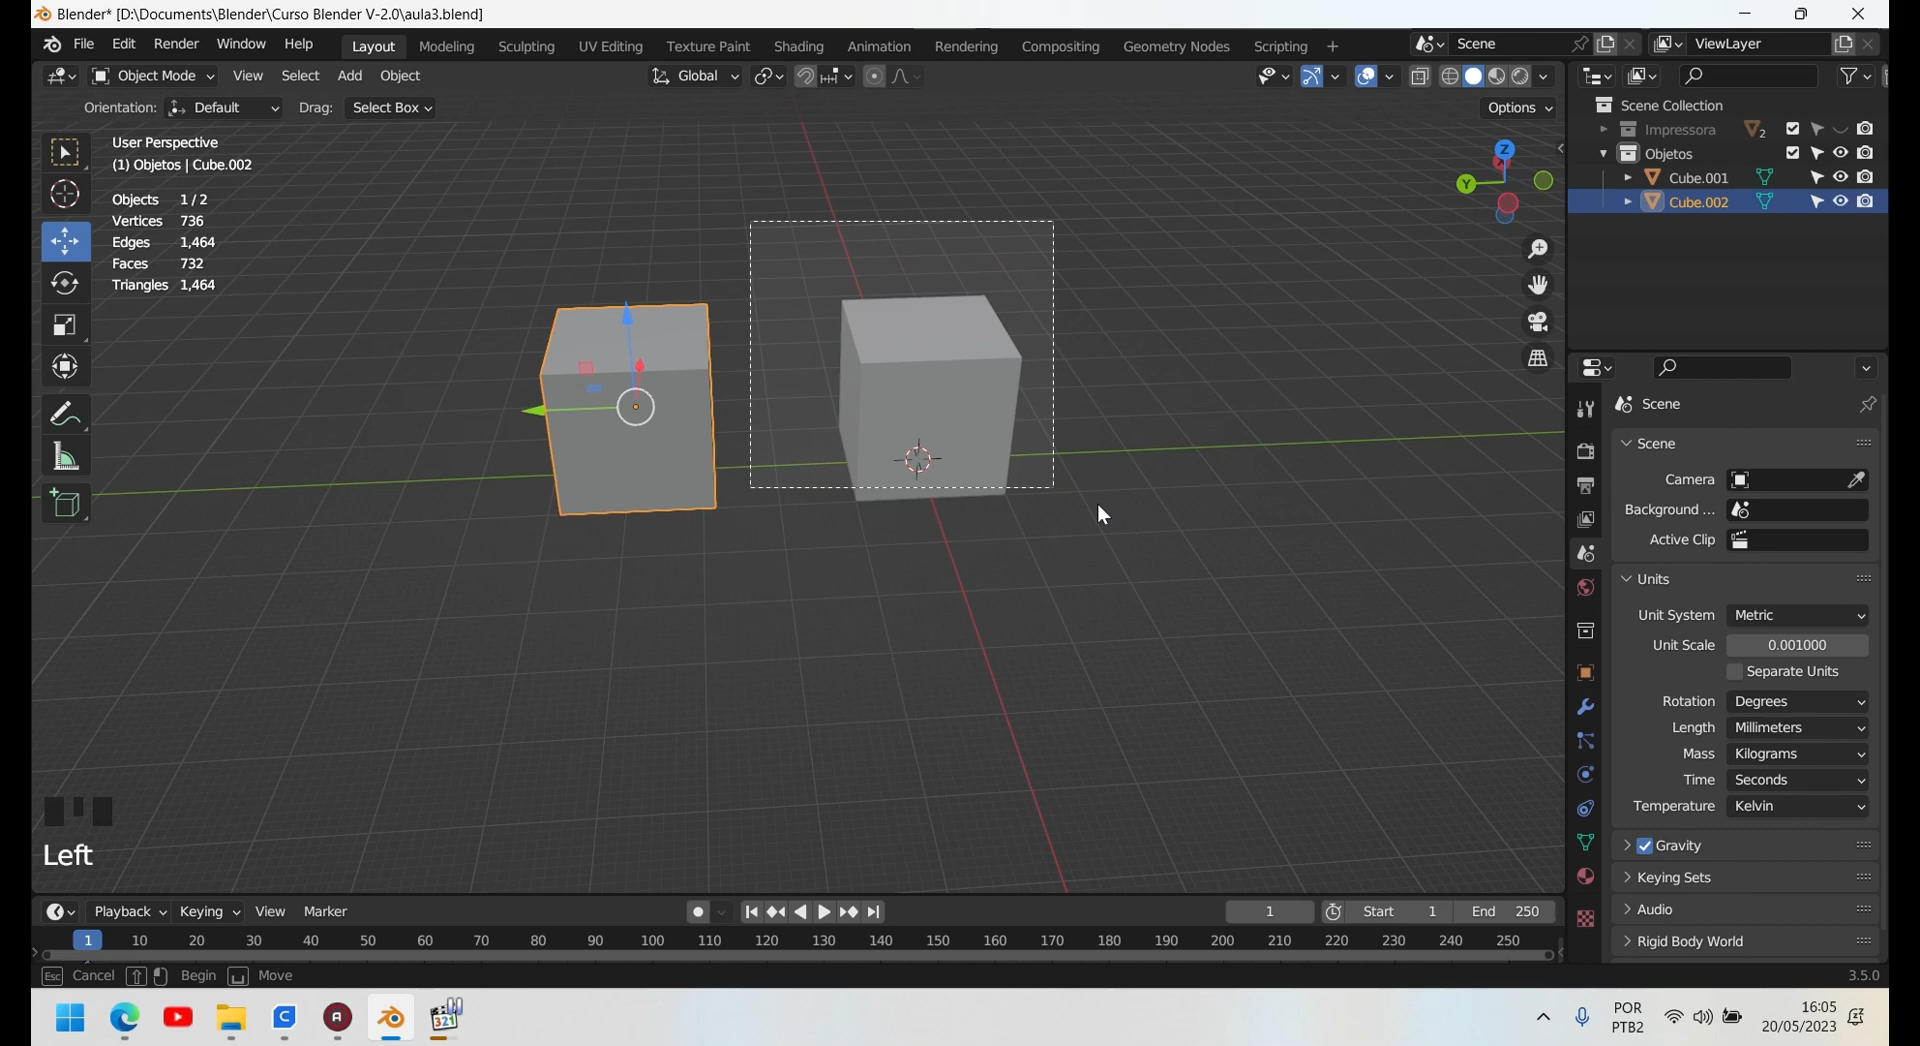 Blender* [D:\Documents\Blender\Curso Blender V-2.0\aula3.blend]
File Edit Render Window Help Layout Modeling Sculpting UV Editing Texture Paint Shading Animation Rendering Compositing Geometry Nodes Scripting + Scene ViewLayer
Object Mode View Select Add Object Global
Orientation: Default Drag: Select Box Options
User Perspective
(1) Objetos | Cube.002
Objects 1/2
Vertices 736
Edges 1,464
Faces 732
Triangles 1,464
Z
Y
Left
Scene Collection
Impressora 2
Objetos
Cube.001
Cube.002
Scene
Scene
Camera
Background ...
Active Clip
Units
Unit System Metric
Unit Scale 0.001000
Separate Units
Rotation Degrees
Length Millimeters
Mass Kilograms
Time Seconds
Temperature Kelvin
Gravity
Keying Sets
Audio
Rigid Body World
Playback Keying View Marker 1 Start 1 End 250
1 10 20 30 40 50 60 70 80 90 100 110 120 130 140 150 160 170 180 190 200 210 220 230 240 250
Esc Cancel Begin Move 3.5.0
C A 321
POR
PTB2
16:05
20/05/2023